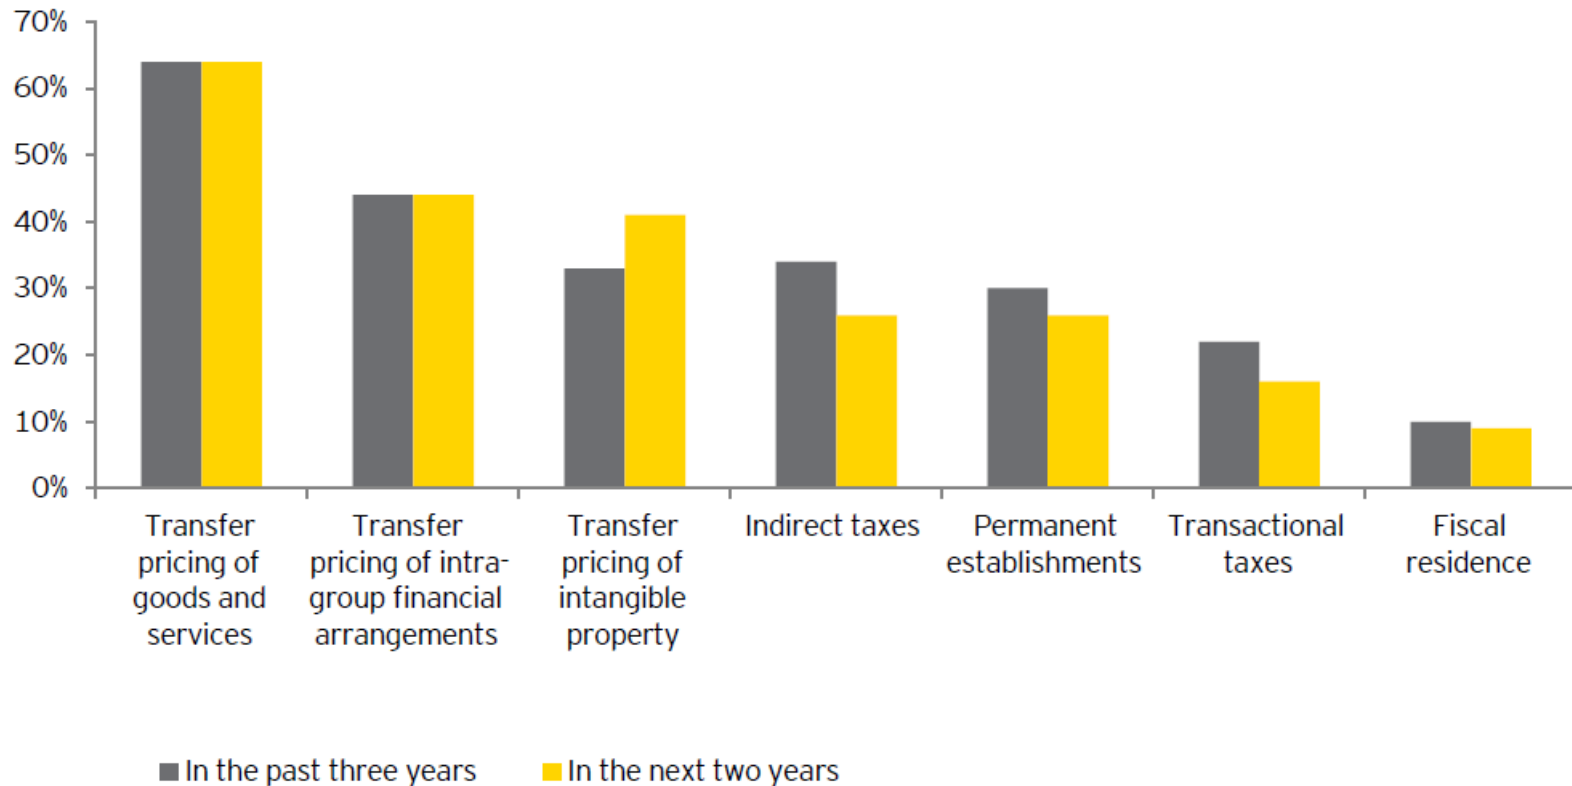 70%
60%
50%
40%
30%
20%
10%
0%
Transfer
pricing of
goods and
services
Transfer
pricing of intra-
group financial
arrangements
Transfer
pricing of
intangible
property
Indirect taxes
Permanent
establishments
Transactional
taxes
Fiscal
residence
In the past three years
In the next two years